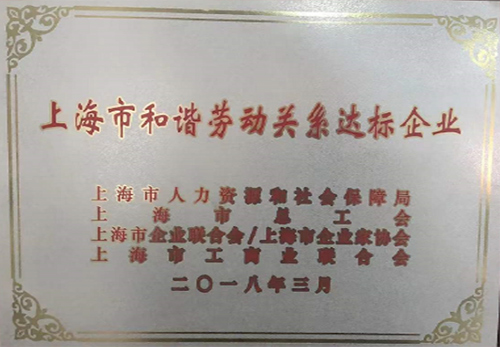 上海市和谐劳动关系达标企业
上海市人力资源和社会保障局
上海市总工会
上海市企业联合会/上海市企业家协会
上海市工商业联合会
二〇一八年三月